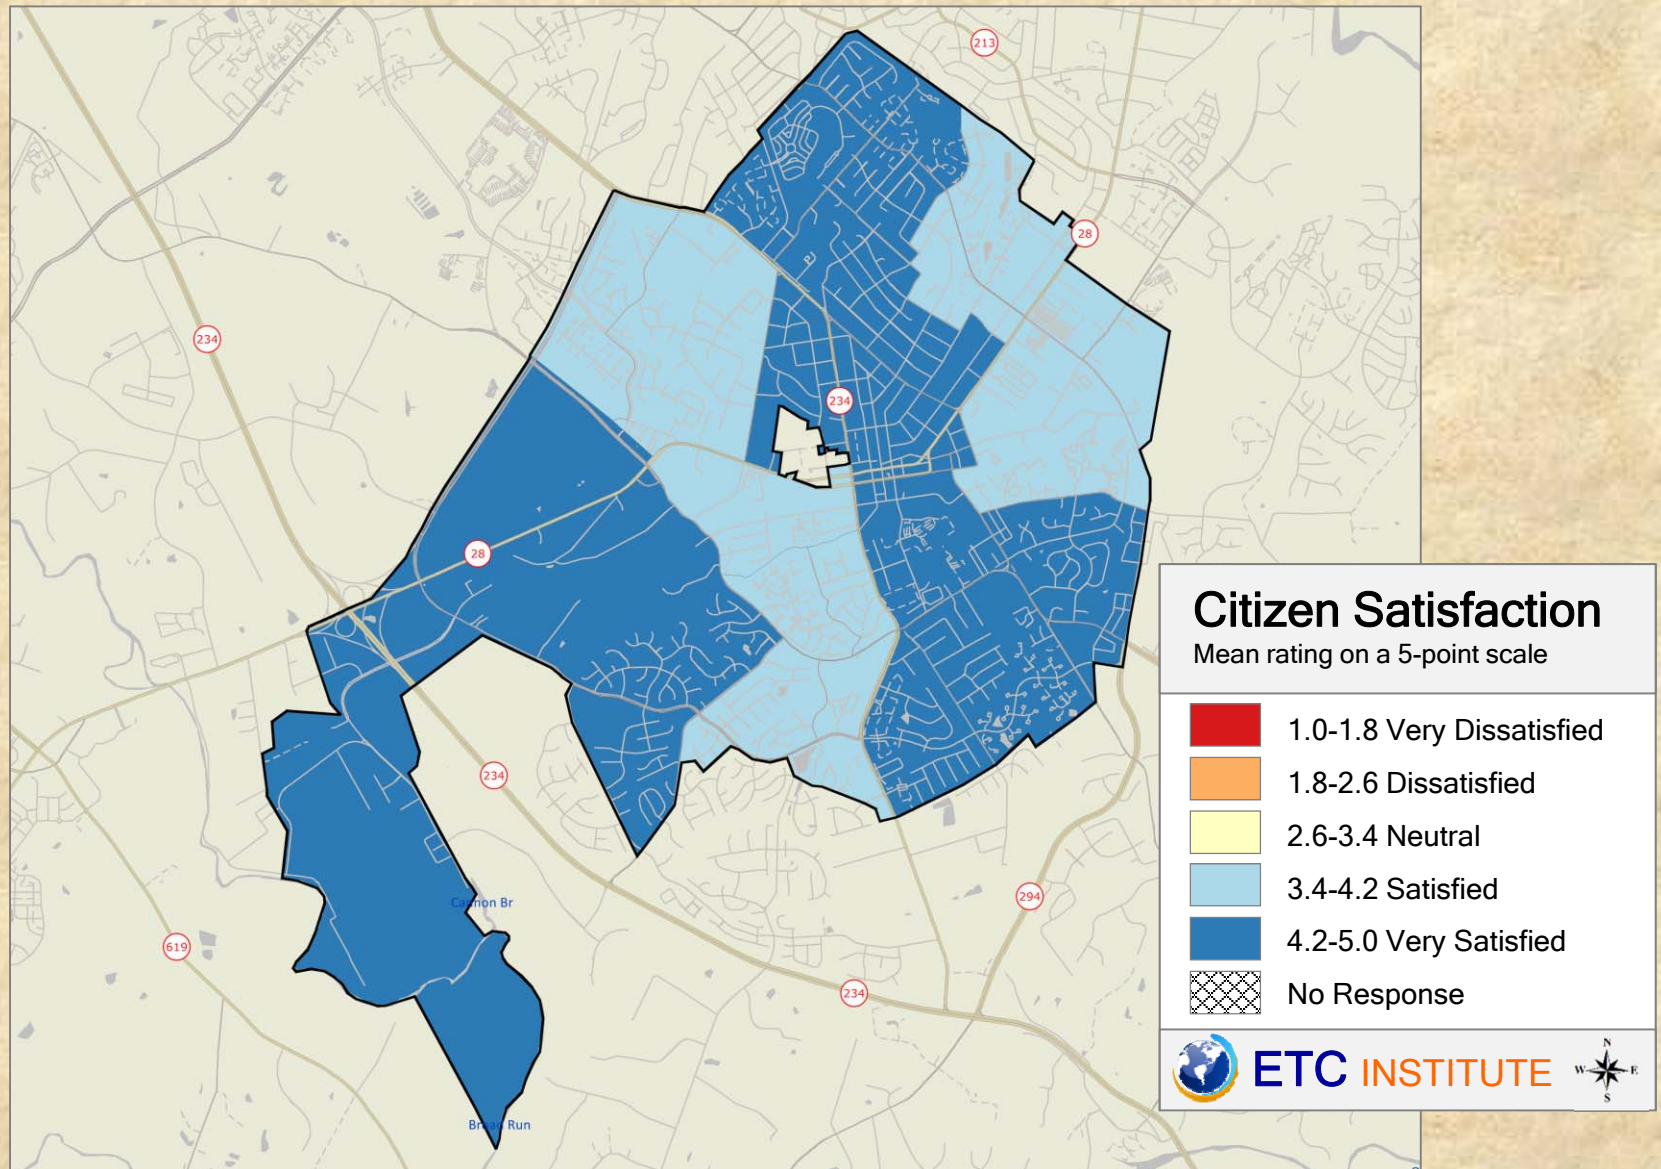 213
28
234
234
28
Citizen Satisfaction
Mean rating on a 5-point scale
1.0-1.8 Very Dissatisfied
1.8-2.6 Dissatisfied
2.6-3.4 Neutral
3.4-4.2 Satisfied
4.2-5.0 Very Satisfied
No Response
234
294
Cannon Br
619
234
N
W E
S
ETC INSTITUTE
Broad Run